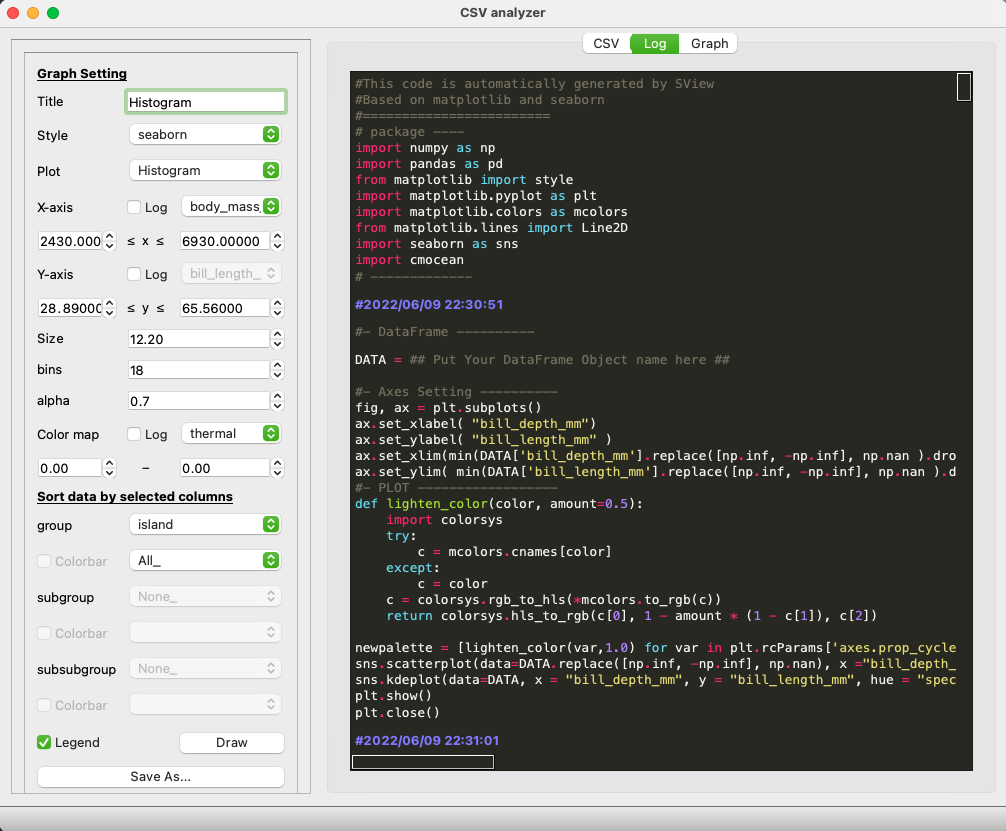 CSV analyzer
Graph Setting
Title Histogram
Style seaborn
Plot Histogram
X-axis Log body_mass_
2430.000 ≤ x ≤ 6930.00000
Y-axis Log bill_length_
28.89000 ≤ y ≤ 65.56000
Size 12.20
bins 18
alpha 0.7
Color map Log thermal
0.00 – 0.00
Sort data by selected columns
group island
Colorbar All_
subgroup None_
Colorbar
subsubgroup None_
Colorbar
Legend Draw
Save As...
CSV Log Graph
#This code is automatically generated by SView
#Based on matplotlib and seaborn
#========================
# package ----
import numpy as np
import pandas as pd
from matplotlib import style
import matplotlib.pyplot as plt
import matplotlib.colors as mcolors
from matplotlib.lines import Line2D
import seaborn as sns
import cmocean
# -------------
#2022/06/09 22:30:51
#- DataFrame ----------
DATA = ## Put Your DataFrame Object name here ##
#- Axes Setting ----------
fig, ax = plt.subplots()
ax.set_xlabel( "bill_depth_mm")
ax.set_ylabel( "bill_length_mm" )
ax.set_xlim(min(DATA['bill_depth_mm'].replace([np.inf, -np.inf], np.nan ).dro
ax.set_ylim( min(DATA['bill_length_mm'].replace([np.inf, -np.inf], np.nan ).d
#- PLOT ------------------
def lighten_color(color, amount=0.5):
    import colorsys
    try:
        c = mcolors.cnames[color]
    except:
        c = color
    c = colorsys.rgb_to_hls(*mcolors.to_rgb(c))
    return colorsys.hls_to_rgb(c[0], 1 - amount * (1 - c[1]), c[2])
newpalette = [lighten_color(var,1.0) for var in plt.rcParams['axes.prop_cycle
sns.scatterplot(data=DATA.replace([np.inf, -np.inf], np.nan), x ="bill_depth_
sns.kdeplot(data=DATA, x = "bill_depth_mm", y = "bill_length_mm", hue = "spec
plt.show()
plt.close()
#2022/06/09 22:31:01